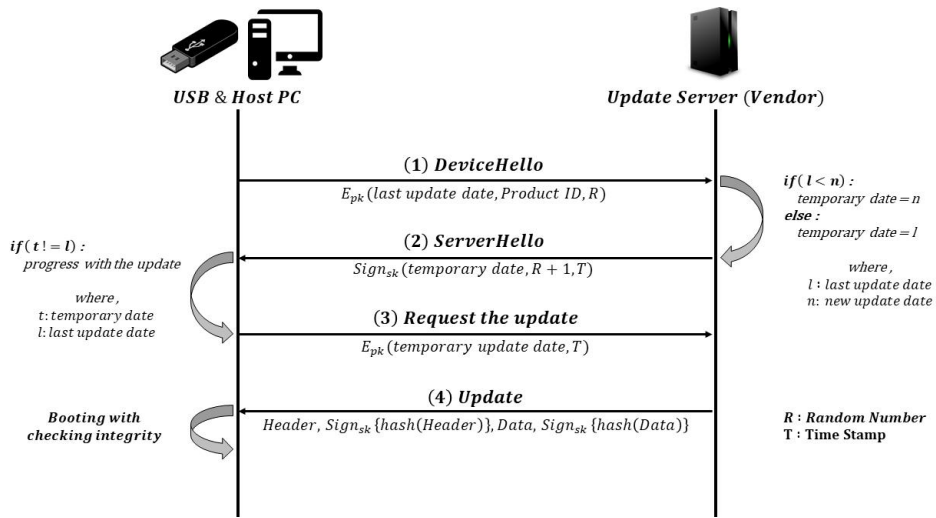 USB & Host PC
Update Server (Vendor)
(1) DeviceHello
E_pk(last update date, Product ID, R)
if(l < n) :
temporary date = n
else :
temporary date = l
where,
l : last update date
n: new update date
(2) ServerHello
Sign_sk(temporary date, R + 1, T)
if(t != l) :
progress with the update
where,
t: temporary date
l: last update date
(3) Request the update
E_pk(temporary update date, T)
(4) Update
Header, Sign_sk{hash(Header)}, Data, Sign_sk{hash(Data)}
Booting with
checking integrity
R : Random Number
T : Time Stamp